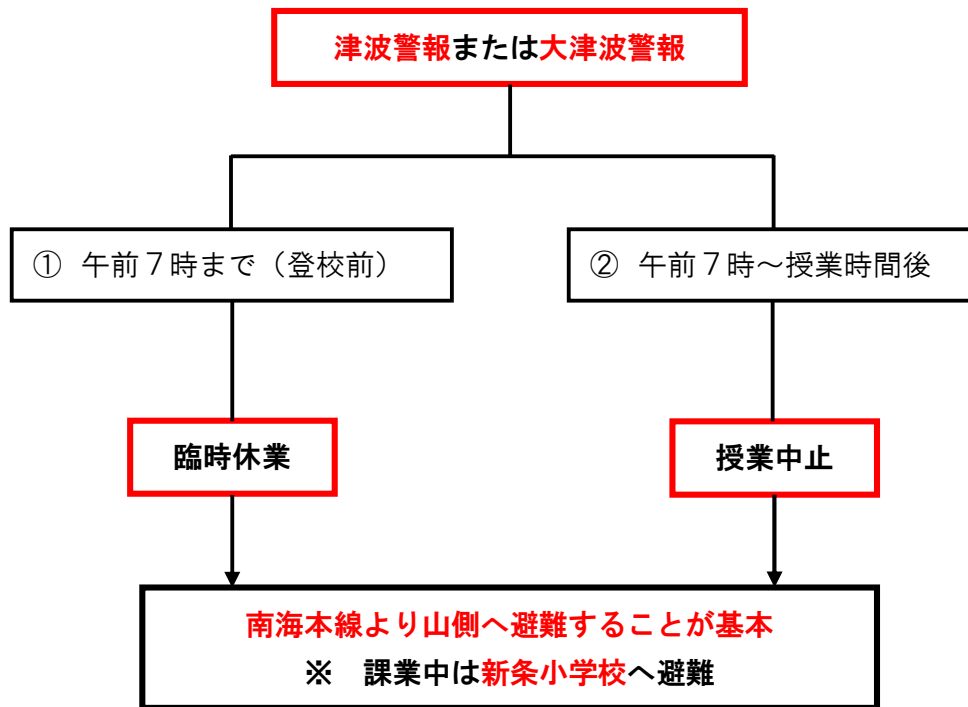 津波警報または大津波警報
① 午前７時まで（登校前）
② 午前７時～授業時間後
臨時休業
授業中止
南海本線より山側へ避難することが基本
※　課業中は新条小学校へ避難